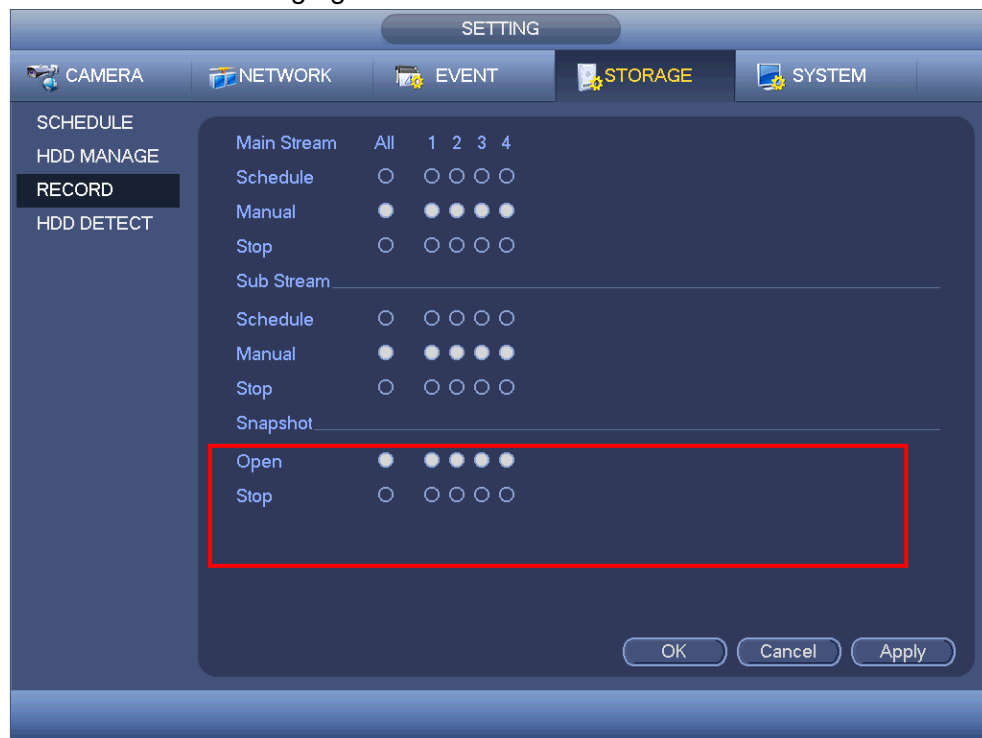 SETTING
CAMERA NETWORK EVENT STORAGE SYSTEM
SCHEDULE
HDD MANAGE
RECORD
HDD DETECT
Main Stream All 1 2 3 4
Schedule
Manual
Stop
Sub Stream
Schedule
Manual
Stop
Snapshot
Open
Stop
OK Cancel Apply